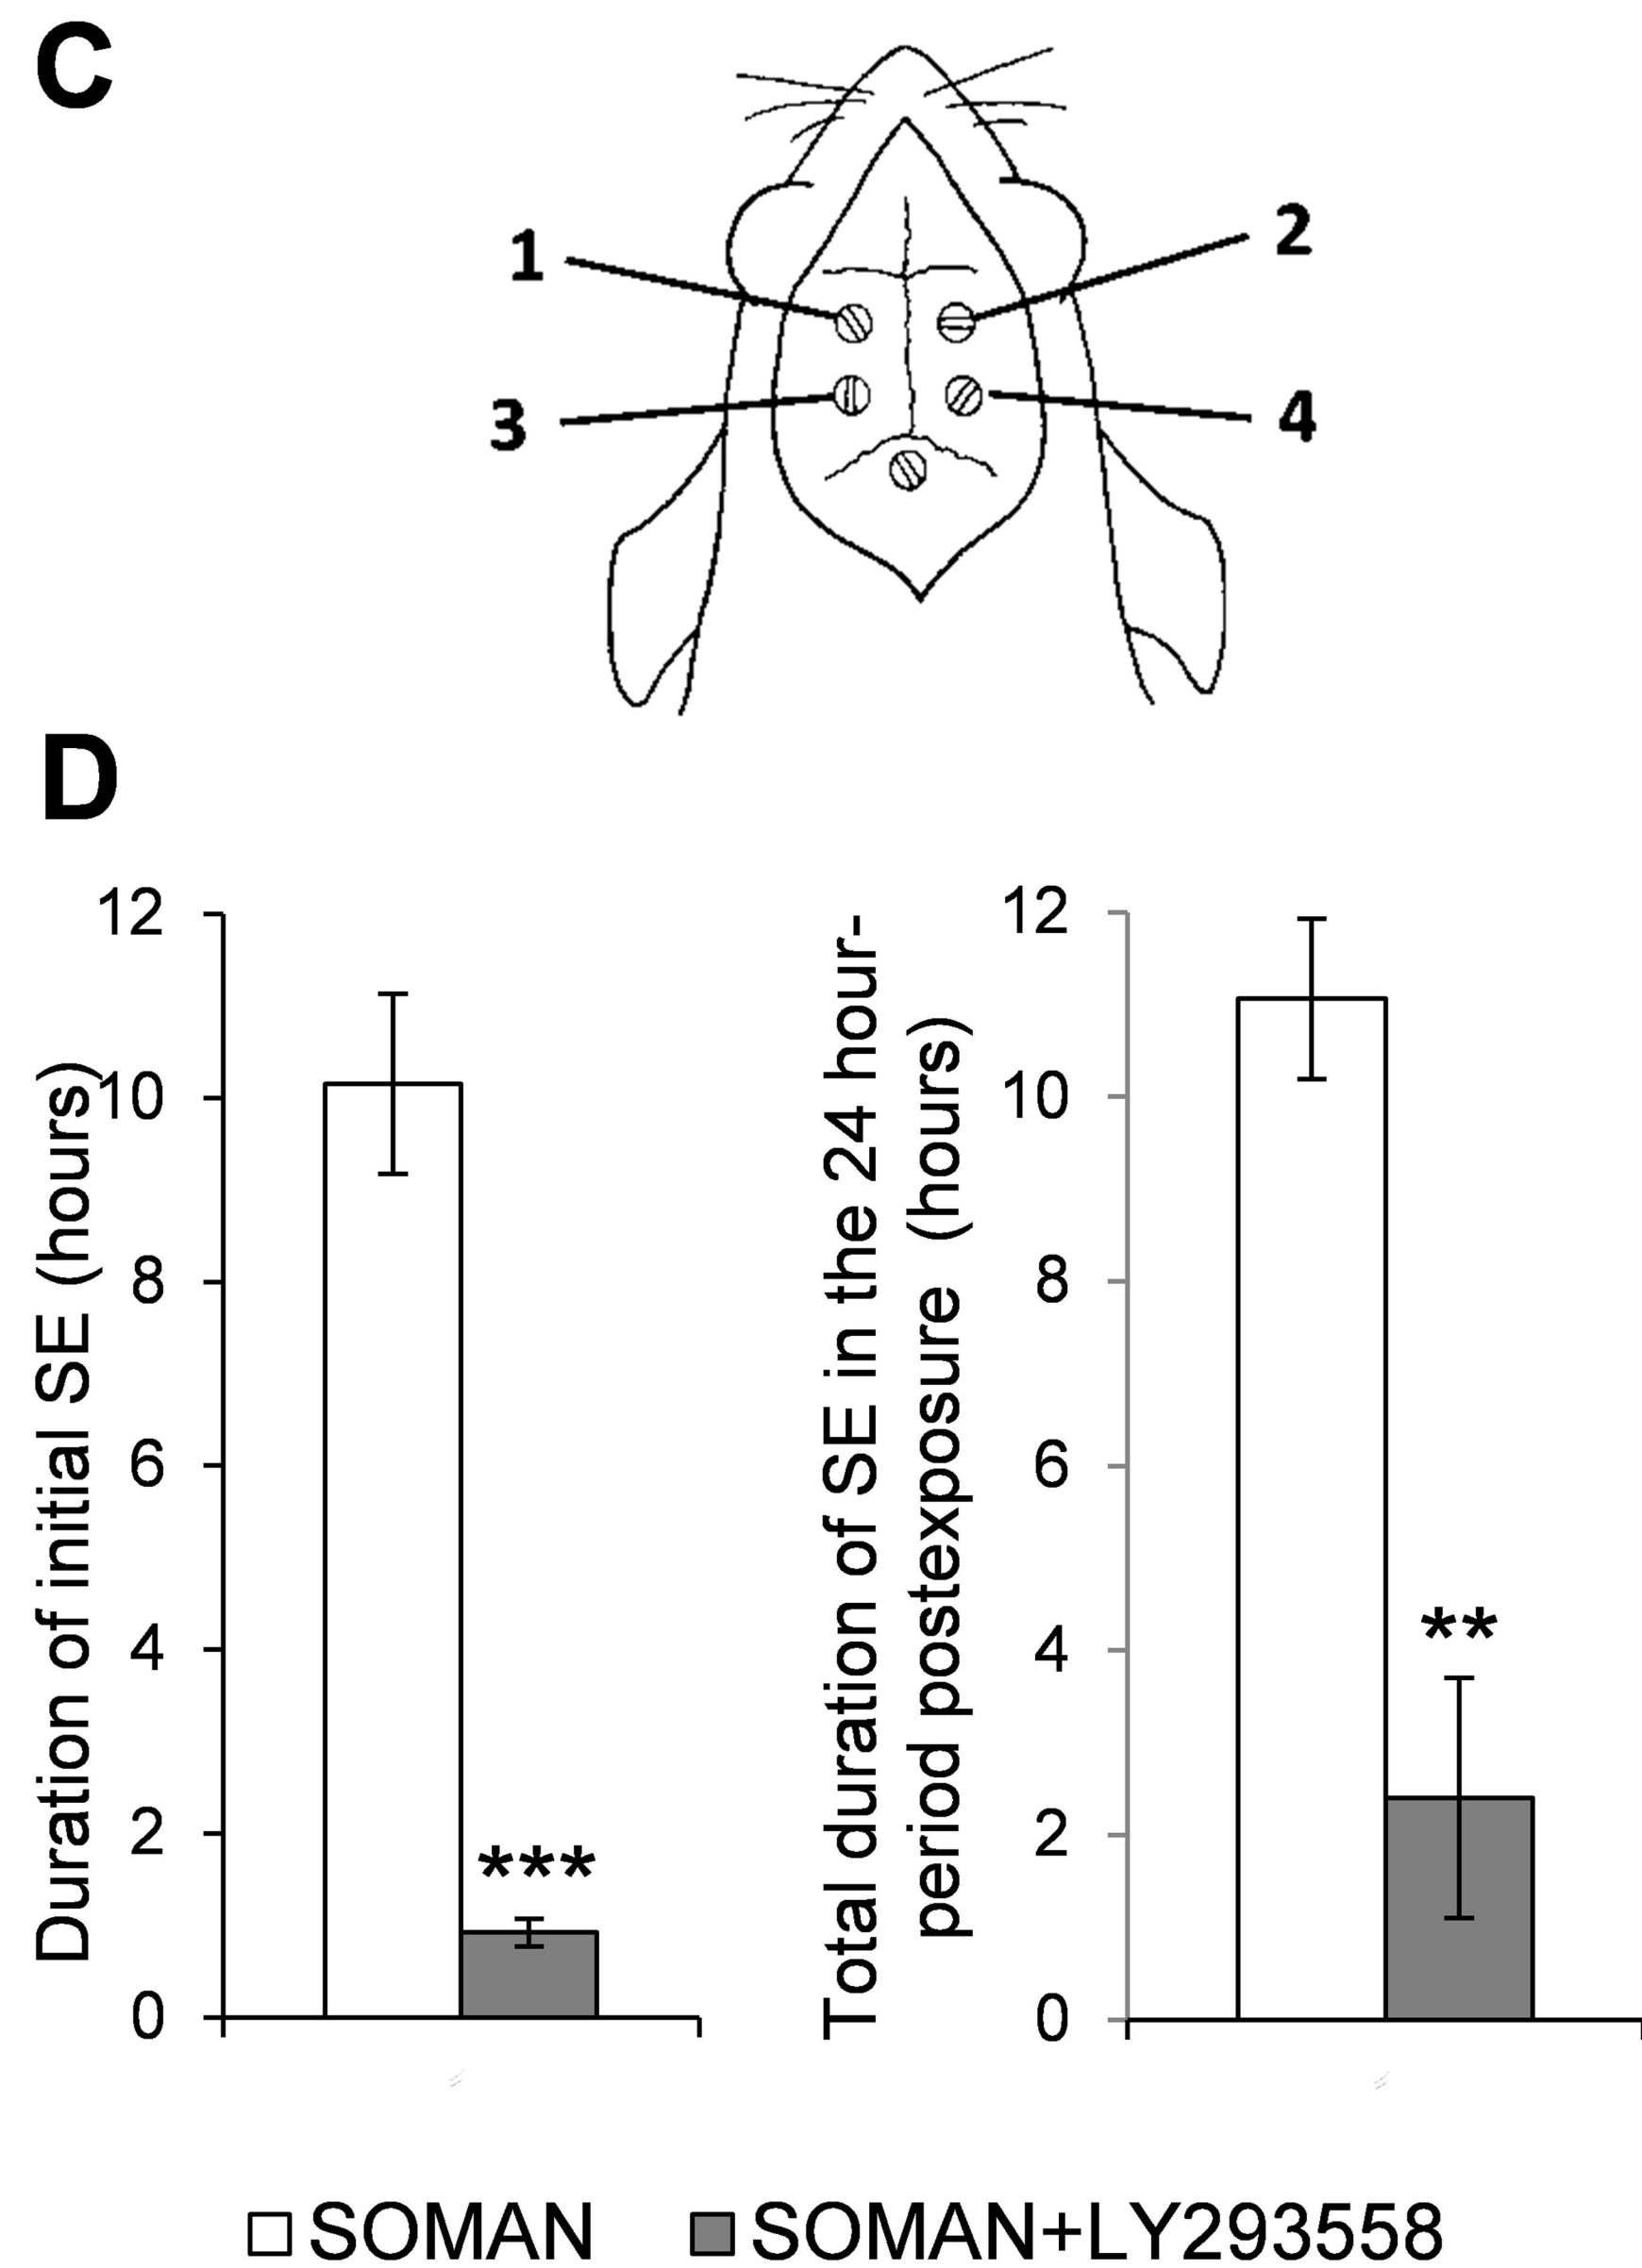 C
1
2
3
4
D
Duration of initial SE (hours)
12
10
8
6
4
2
0
***
Total duration of SE in the 24 hour-
period postexposure (hours)
12
10
8
6
4
2
0
**
SOMAN
SOMAN+LY293558